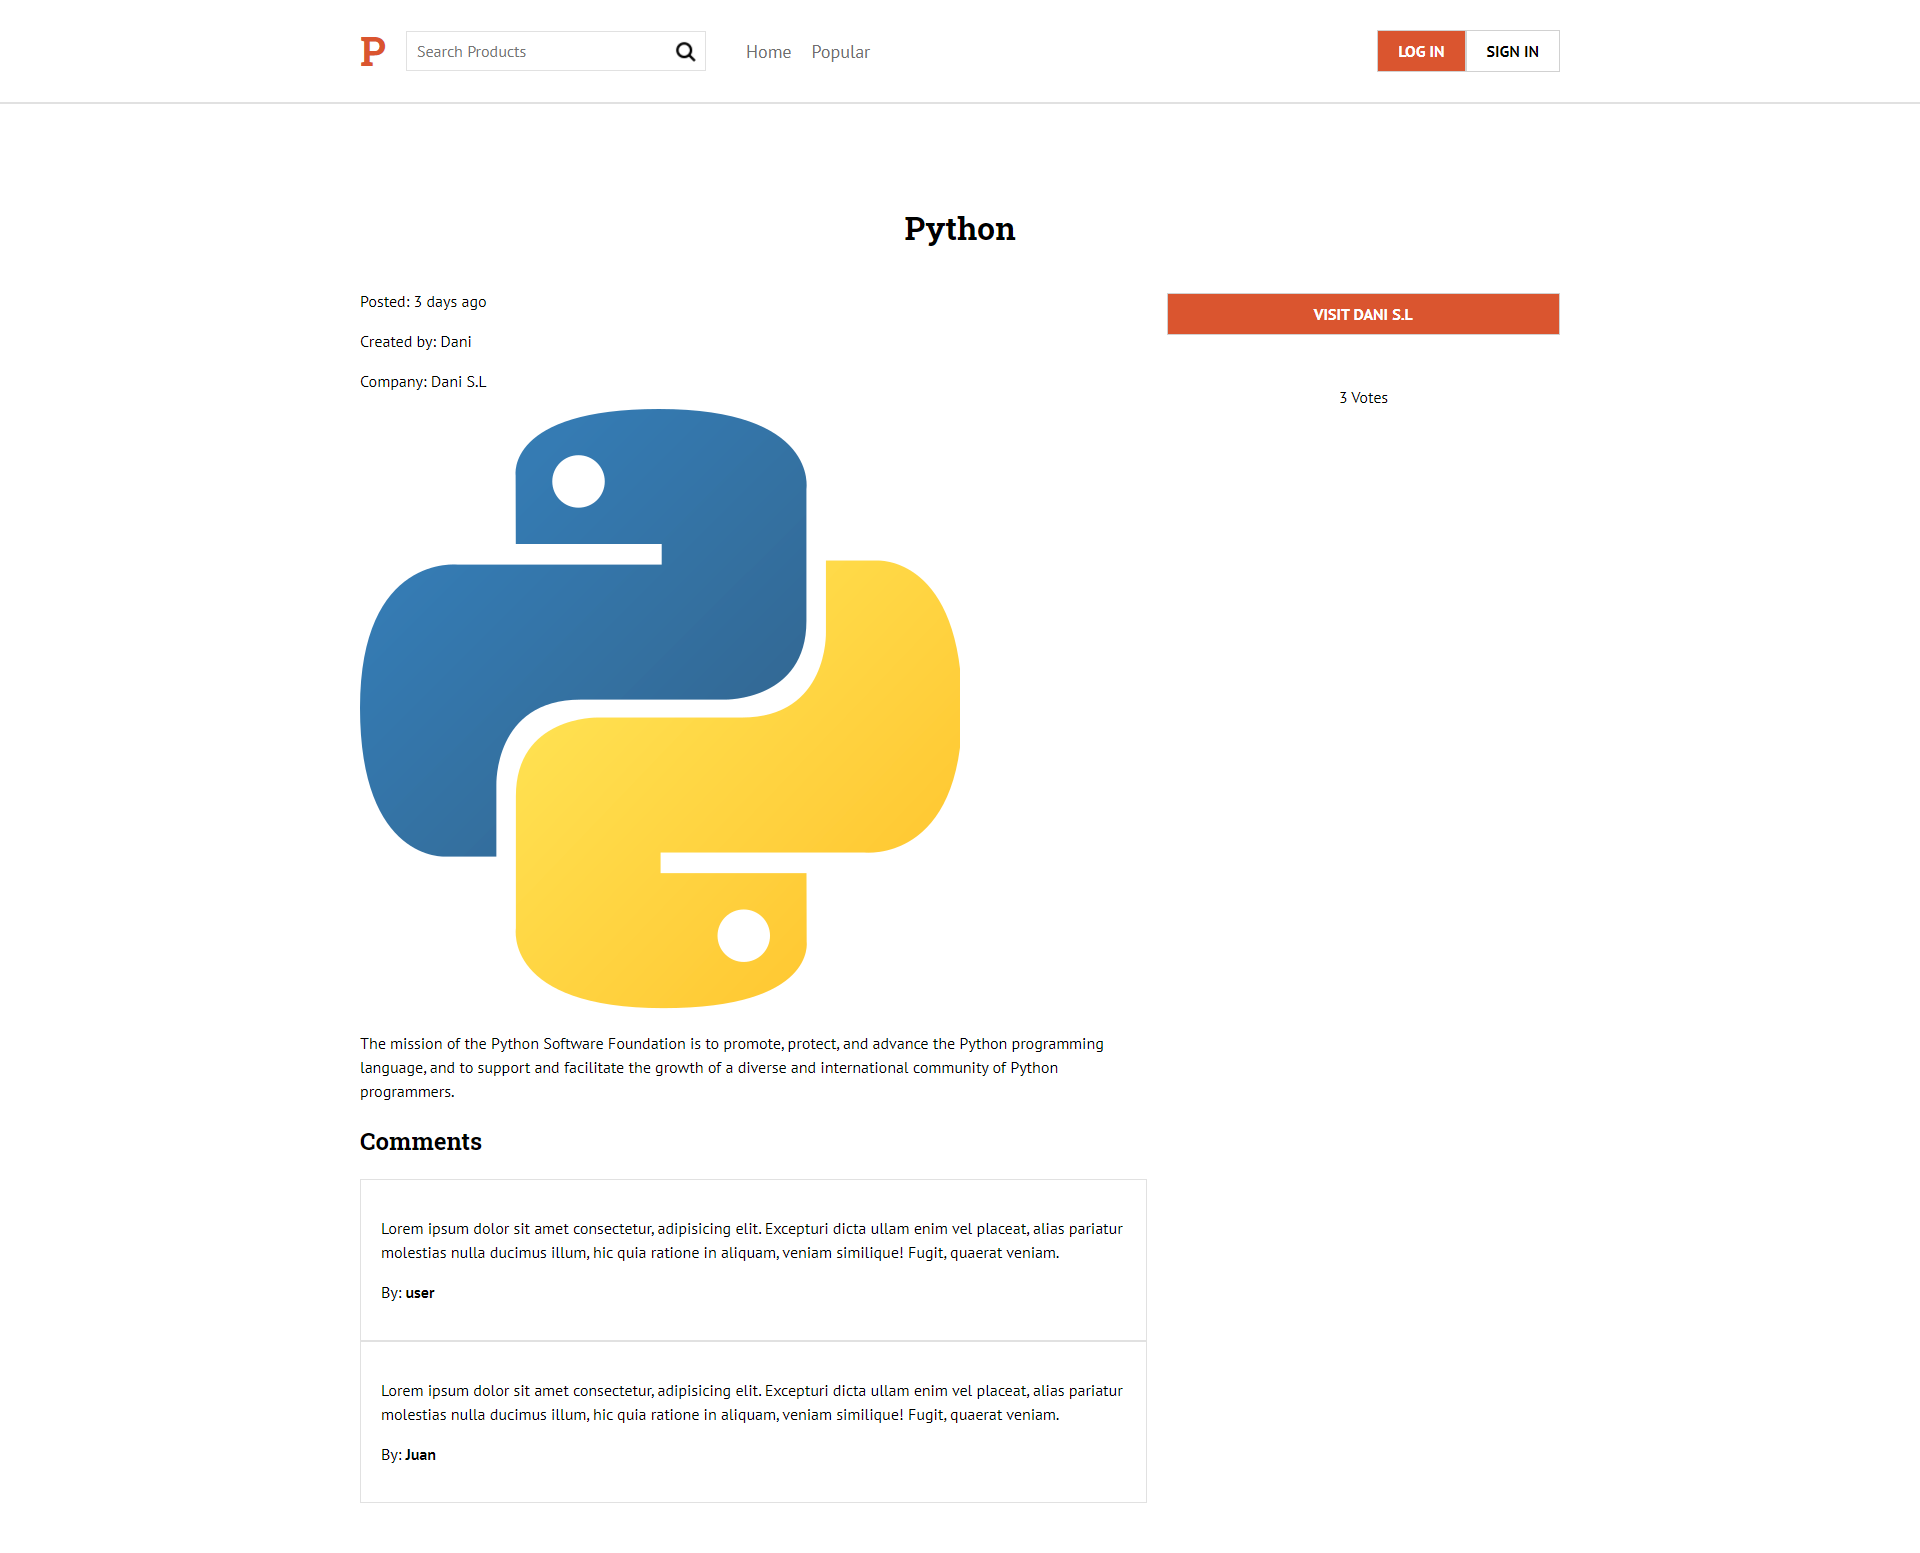 P
Search Products
Home
Popular
LOG IN
SIGN IN
Python
Posted: 3 days ago
Created by: Dani
Company: Dani S.L
VISIT DANI S.L
3 Votes
The mission of the Python Software Foundation is to promote, protect, and advance the Python programming
language, and to support and facilitate the growth of a diverse and international community of Python
programmers.
Comments
Lorem ipsum dolor sit amet consectetur, adipisicing elit. Excepturi dicta ullam enim vel placeat, alias pariatur
molestias nulla ducimus illum, hic quia ratione in aliquam, veniam similique! Fugit, quaerat veniam.
By: user
Lorem ipsum dolor sit amet consectetur, adipisicing elit. Excepturi dicta ullam enim vel placeat, alias pariatur
molestias nulla ducimus illum, hic quia ratione in aliquam, veniam similique! Fugit, quaerat veniam.
By: Juan